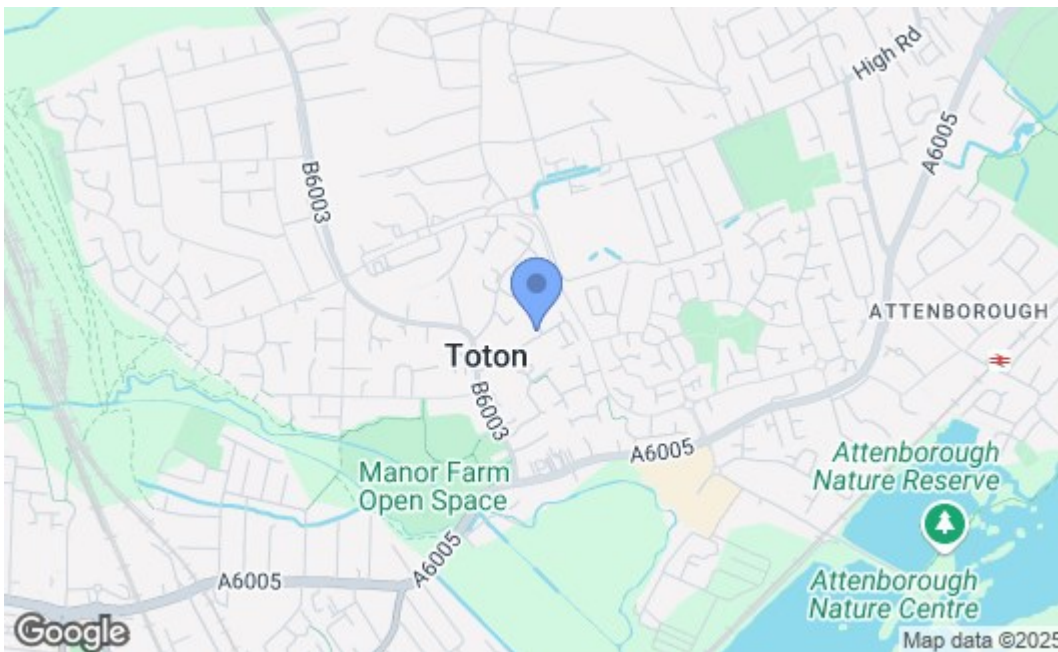 High Rd
A6005
B6003
ATTENBOROUGH
Toton
B6003
A6005
Manor Farm
Open Space
Attenborough
Nature Reserve
A6005
A6005
Attenborough
Nature Centre
Google
Map data ©2025